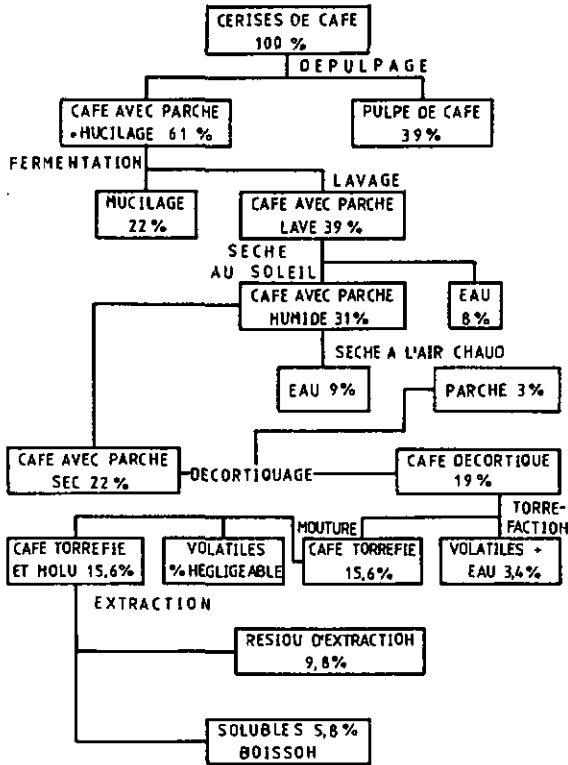 CERISES DE CAFE
100 %
DEPULPAGE
CAFE AVEC PARCHE
+HUCILAGE 61 %
PULPE DE CAFE
39%
FERMENTATION
LAVAGE
MUCILAGE
22%
CAFE AVEC PARCHE
LAVE 39%
SECHE
AU SOLEIL
CAFE AVEC PARCHE
HUMIDE 31%
EAU
8%
SECHE A L'AIR CHAUD
EAU 9%
PARCHE 3%
CAFE AVEC PARCHE
SEC 22%
DECORTIQUAGE
CAFE DECORTIQUE
19%
TORRE-
FACTION
MOUTURE
CAFE TORREFIE
ET MOLU 15,6%
VOLATILES
% NEGLIGEABLE
CAFE TORREFIE
15,6%
VOLATILES +
EAU 3,4%
EXTRACTION
RESIDU D'EXTRACTION
9,8%
SOLUBLES 5,8%
BOISSOH